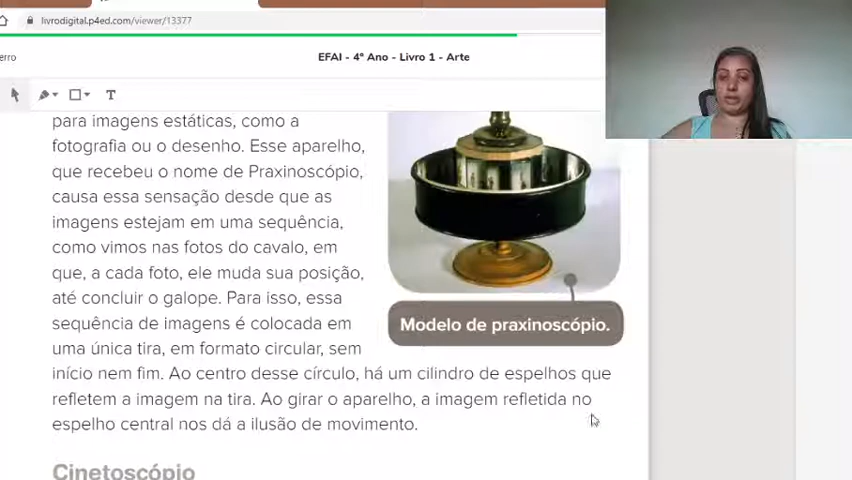 livrodigital.p4ed.com/viewer/13377
erro
EFAI - 4º Ano - Livro 1 - Arte
T
para imagens estáticas, como a
fotografia ou o desenho. Esse aparelho,
que recebeu o nome de Praxinoscópio,
causa essa sensação desde que as
imagens estejam em uma sequência,
como vimos nas fotos do cavalo, em
que, a cada foto, ele muda sua posição,
até concluir o galope. Para isso, essa
sequência de imagens é colocada em
uma única tira, em formato circular, sem
início nem fim. Ao centro desse círculo, há um cilindro de espelhos que
refletem a imagem na tira. Ao girar o aparelho, a imagem refletida no
espelho central nos dá a ilusão de movimento.
Modelo de praxinoscópio.
Cinetoscópio